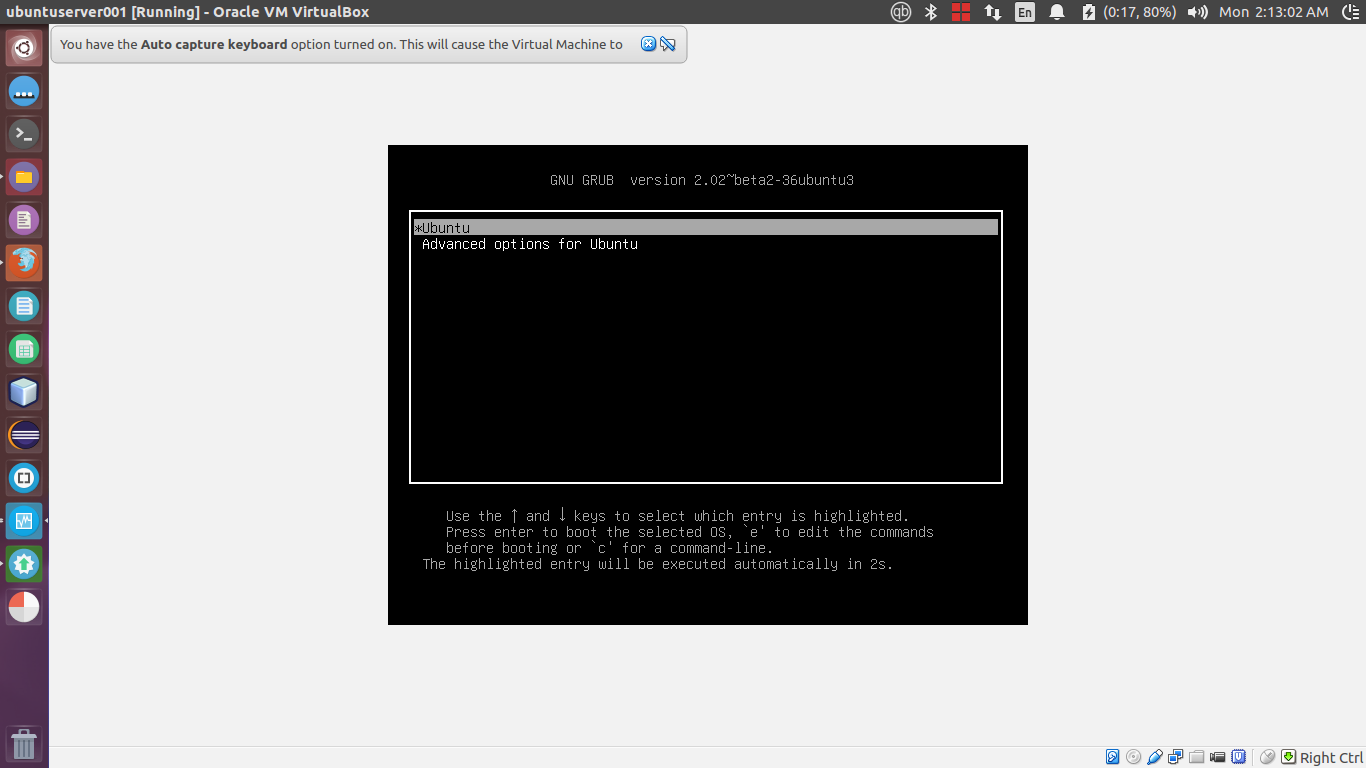 ubuntuserver001 [Running] - Oracle VM VirtualBox
qb
En
(0:17, 80%)
Mon 2:13:02 AM
You have the Auto capture keyboard option turned on. This will cause the Virtual Machine to
GNU GRUB  version 2.02~beta2-36ubuntu3
*Ubuntu
Advanced options for Ubuntu
Use the ↑ and ↓ keys to select which entry is highlighted.
Press enter to boot the selected OS, `e' to edit the commands
before booting or `c' for a command-line.
The highlighted entry will be executed automatically in 2s.
Right Ctrl